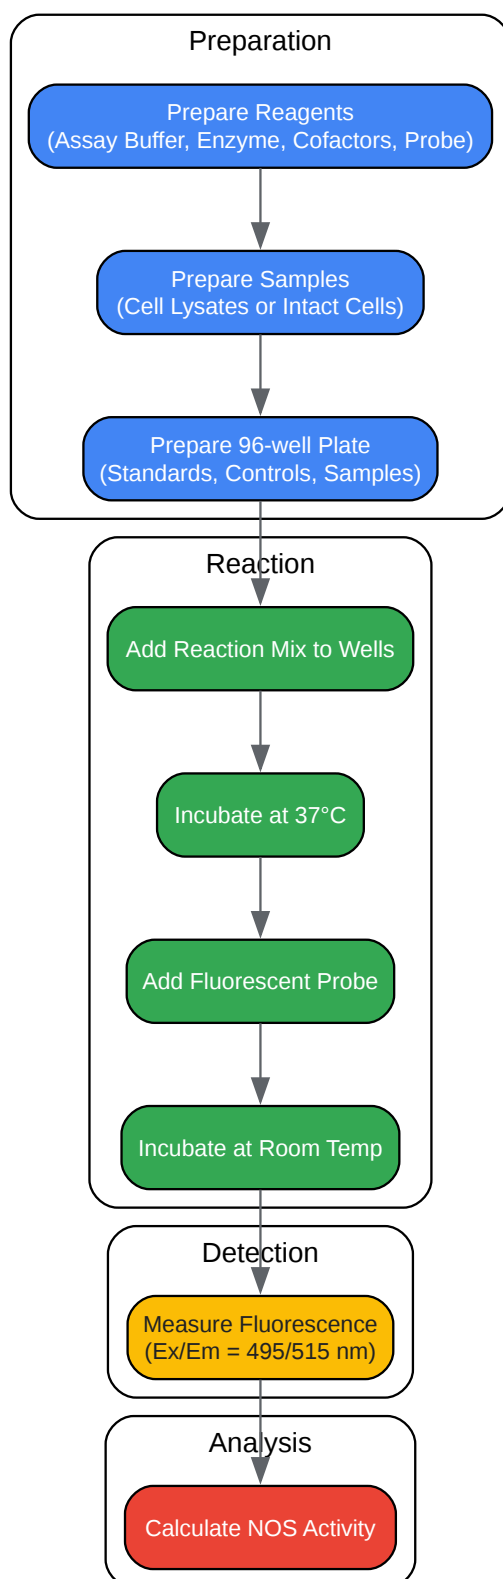 Preparation
Prepare Reagents
(Assay Buffer, Enzyme, Cofactors, Probe)
Prepare Samples
(Cell Lysates or Intact Cells)
Prepare 96-well Plate
(Standards, Controls, Samples)
Reaction
Add Reaction Mix to Wells
Incubate at 37°C
Add Fluorescent Probe
Incubate at Room Temp
Detection
Measure Fluorescence
(Ex/Em = 495/515 nm)
Analysis
Calculate NOS Activity